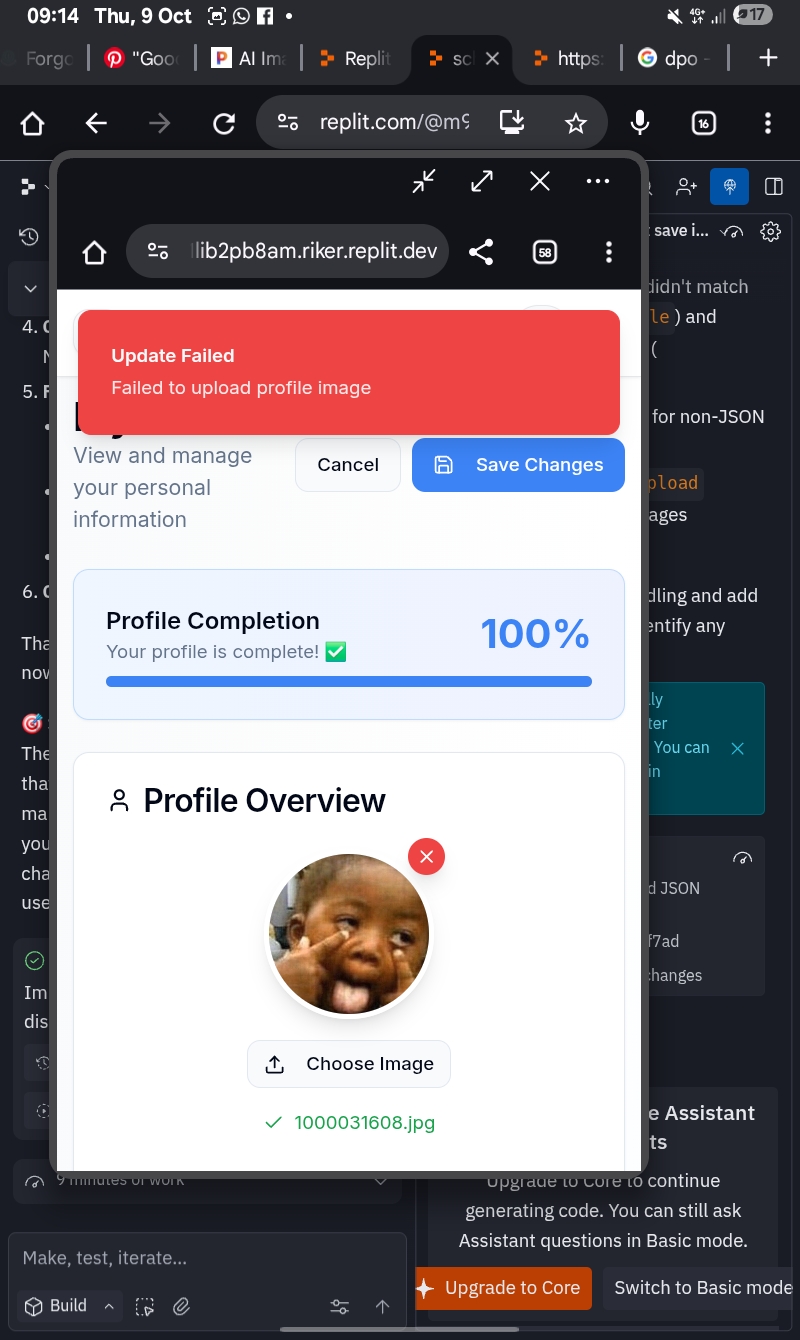 09:14 Thu, 9 Oct
4G+
17
Forgo
"Goo
AI Im
Replit
scl
https:
dpo -
replit.com/@m9
16
lib2pb8am.riker.replit.dev
58
t save i...
Update Failed
Failed to upload profile image
View and manage
your personal
information
Cancel
Save Changes
Profile Completion
Your profile is complete! ✅
100%
Profile Overview
Choose Image
1000031608.jpg
4.
5.
6.
Tha
now
🎯
The
that
ma
you
cha
use
Im
dis
9 minutes of work
Make, test, iterate...
Build
didn't match
le ) and
(
for non-JSON
pload
ages
dling and add
entify any
lly
ter
You can
in
d JSON
f7ad
changes
e Assistant
ts
Upgrade to Core to continue
generating code. You can still ask
Assistant questions in Basic mode.
Upgrade to Core
Switch to Basic mode